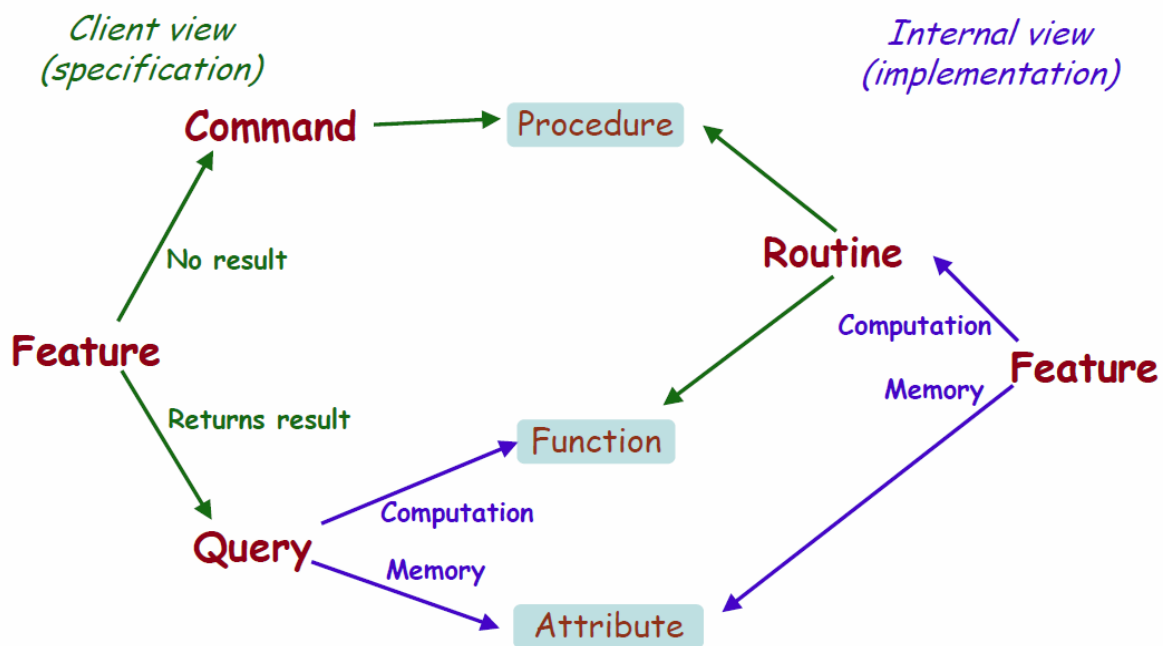 Client view
(specification)
Internal view
(implementation)
Command
Procedure
No result
Routine
Computation
Feature
Feature
Memory
Returns result
Function
Computation
Query
Memory
Attribute